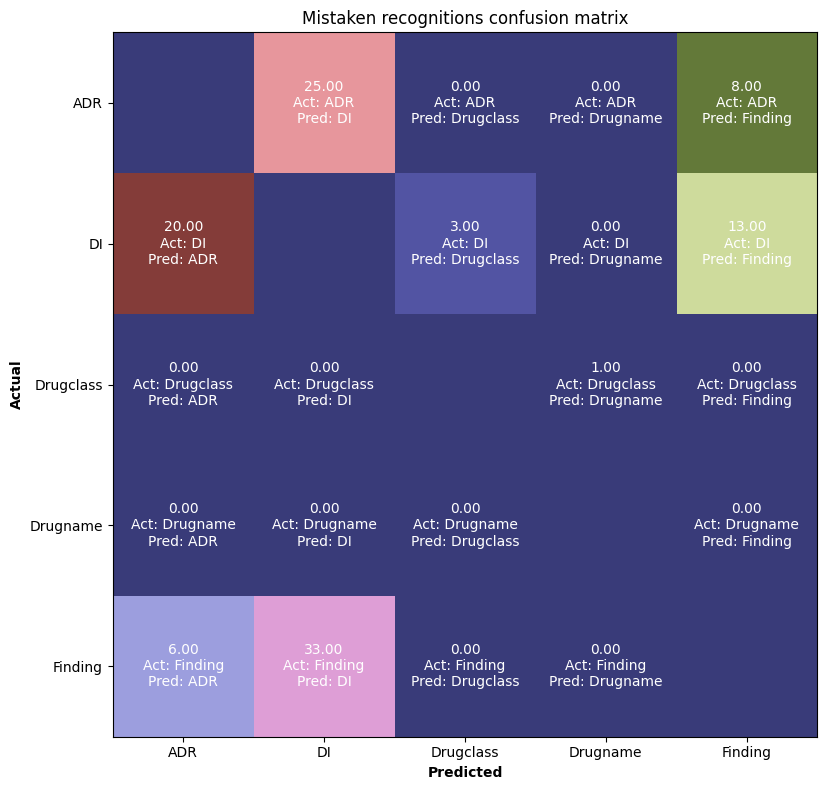 Mistaken recognitions confusion matrix
ADR
25.00
Act: ADR
Pred: DI
0.00
Act: ADR
Pred: Drugclass
0.00
Act: ADR
Pred: Drugname
8.00
Act: ADR
Pred: Finding
DI
20.00
Act: DI
Pred: ADR
3.00
Act: DI
Pred: Drugclass
0.00
Act: DI
Pred: Drugname
13.00
Act: DI
Pred: Finding
Actual
Drugclass
0.00
Act: Drugclass
Pred: ADR
0.00
Act: Drugclass
Pred: DI
1.00
Act: Drugclass
Pred: Drugname
0.00
Act: Drugclass
Pred: Finding
Drugname
0.00
Act: Drugname
Pred: ADR
0.00
Act: Drugname
Pred: DI
0.00
Act: Drugname
Pred: Drugclass
0.00
Act: Drugname
Pred: Finding
Finding
6.00
Act: Finding
Pred: ADR
33.00
Act: Finding
Pred: DI
0.00
Act: Finding
Pred: Drugclass
0.00
Act: Finding
Pred: Drugname
ADR
DI
Drugclass
Drugname
Finding
Predicted